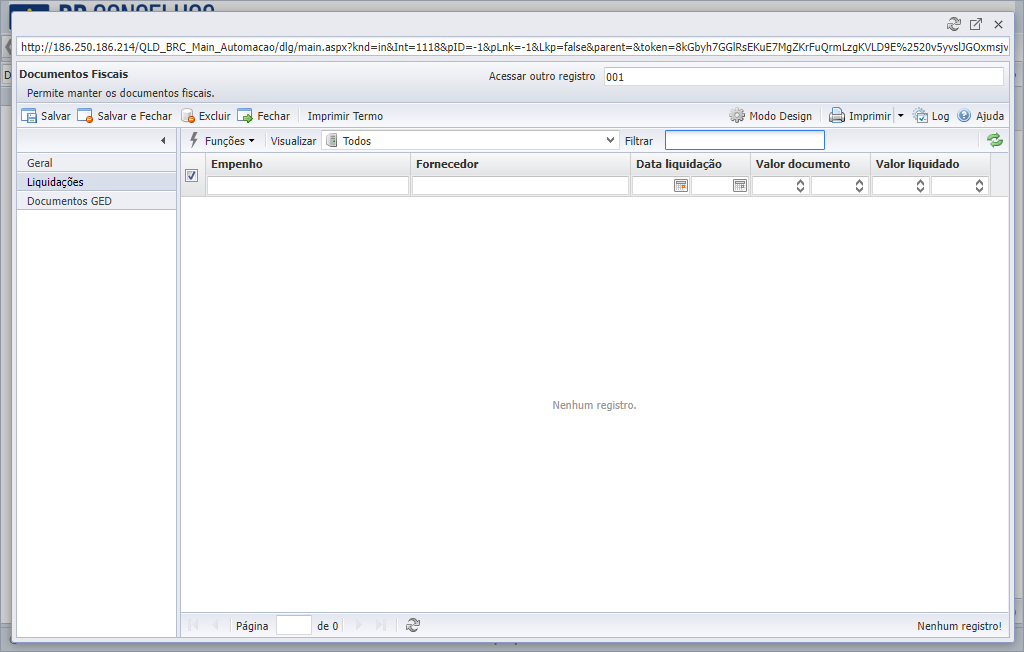 http://186.250.186.214/QLD_BRC_Main_Automacao/dlg/main.aspx?knd=in&Int=1118&pID=-1&pLnk=-1&Lkp=false&parent=&token=8kGbyh7GGlRsEKuE7MgZKrFuQrmLzgKVLD9E%2520v5yvslJGOxmsjv
Documentos Fiscais
Acessar outro registro 001
Permite manter os documentos fiscais.
Salvar Salvar e Fechar Excluir Fechar Imprimir Termo Modo Design Imprimir Log Ajuda
Funções Visualizar Todos Filtrar
Geral
Liquidações
Documentos GED
Empenho Fornecedor Data liquidação Valor documento Valor liquidado
Nenhum registro.
Página de 0 Nenhum registro!